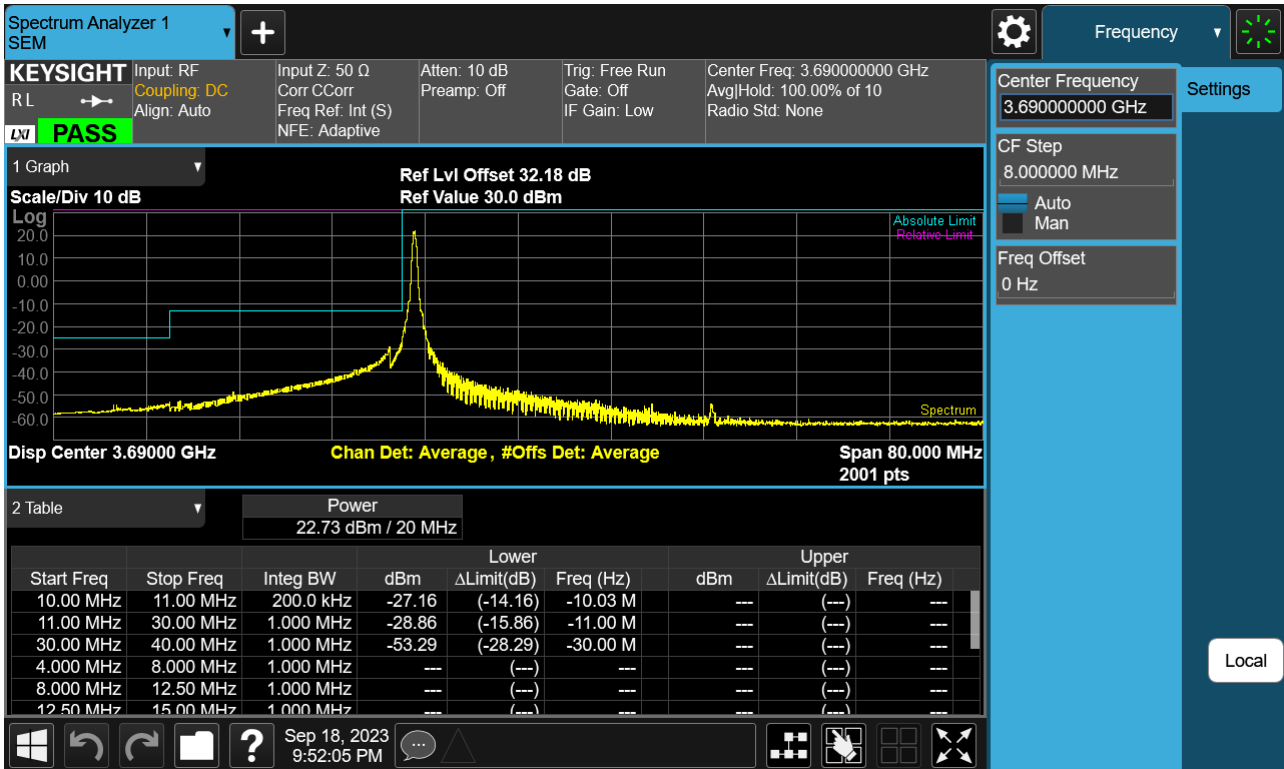 Spectrum Analyzer 1
SEM
Frequency
KEYSIGHT
R L
LXI PASS
Input: RF
Coupling: DC
Align: Auto
Input Z: 50 Ω
Corr CCorr
Freq Ref: Int (S)
NFE: Adaptive
Atten: 10 dB
Preamp: Off
Trig: Free Run
Gate: Off
IF Gain: Low
Center Freq: 3.690000000 GHz
Avg|Hold: 100.00% of 10
Radio Std: None
Center Frequency
3.690000000 GHz
Settings
CF Step
8.000000 MHz
Auto
Man
Freq Offset
0 Hz
1 Graph
Scale/Div 10 dB
Ref Lvl Offset 32.18 dB
Ref Value 30.0 dBm
Log
20.0
10.0
0.00
-10.0
-20.0
-30.0
-40.0
-50.0
-60.0
Absolute Limit
Relative Limit
Spectrum
Disp Center 3.69000 GHz
Chan Det: Average, #Offs Det: Average
Span 80.000 MHz
2001 pts
2 Table
Power
22.73 dBm / 20 MHz
Lower Upper
Start Freq Stop Freq Integ BW dBm ΔLimit(dB) Freq (Hz) dBm ΔLimit(dB) Freq (Hz)
10.00 MHz 11.00 MHz 200.0 kHz -27.16 (-14.16) -10.03 M --- (---) ---
11.00 MHz 30.00 MHz 1.000 MHz -28.86 (-15.86) -11.00 M --- (---) ---
30.00 MHz 40.00 MHz 1.000 MHz -53.29 (-28.29) -30.00 M --- (---) ---
4.000 MHz 8.000 MHz 1.000 MHz --- (---) --- --- (---) ---
8.000 MHz 12.50 MHz 1.000 MHz --- (---) --- --- (---) ---
12.50 MHz 15.00 MHz 1.000 MHz --- (---) --- --- (---) ---
Local
?
Sep 18, 2023
9:52:05 PM